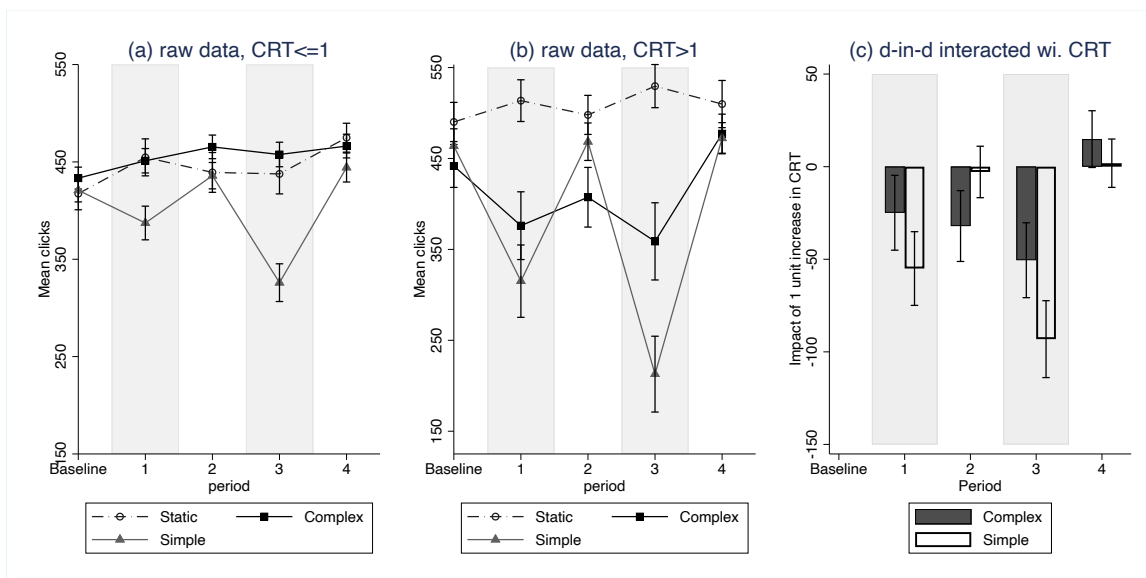 (a) raw data, CRT<=1
Mean clicks
550
450
350
250
150
Baseline 1 2 3 4
period
Static Complex
Simple
(b) raw data, CRT>1
Mean clicks
550
450
350
250
150
Baseline 1 2 3 4
period
Static Complex
Simple
(c) d-in-d interacted wi. CRT
Impact of 1 unit increase in CRT
50
0
-50
-100
-150
Baseline 1 2 3 4
Period
Complex
Simple